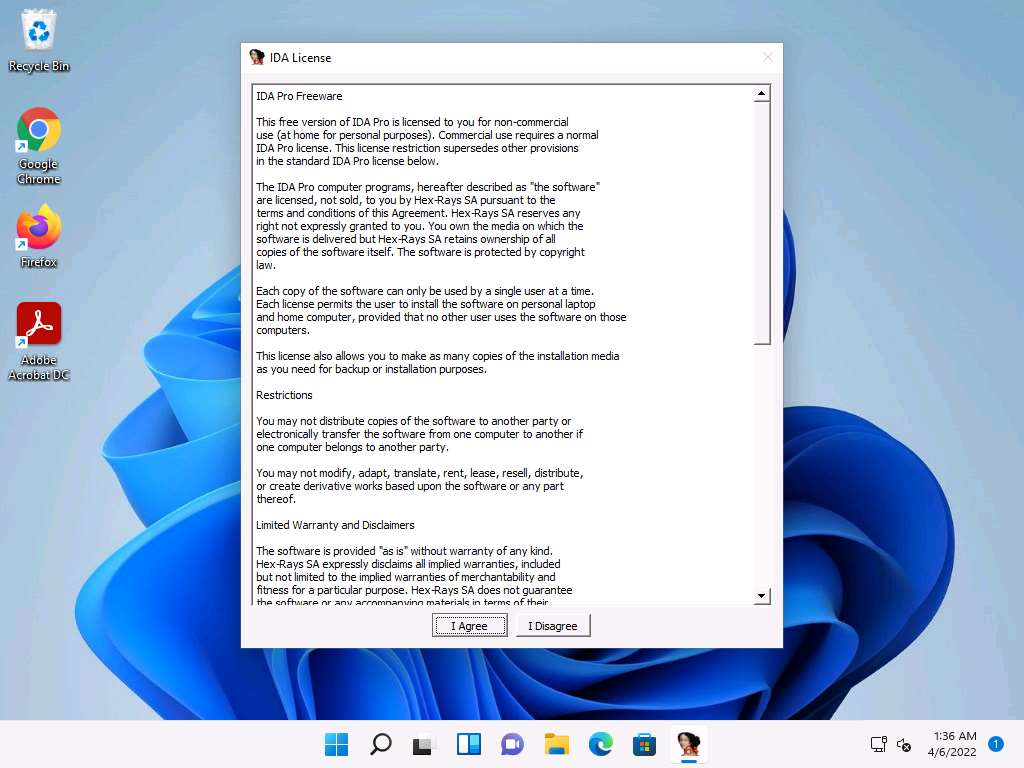 Recycle Bin
Google
Chrome
Firefox
Adobe
Acrobat DC
IDA License
IDA Pro Freeware
This free version of IDA Pro is licensed to you for non-commercial
use (at home for personal purposes). Commercial use requires a normal
IDA Pro license. This license restriction supersedes other provisions
in the standard IDA Pro license below.
The IDA Pro computer programs, hereafter described as "the software"
are licensed, not sold, to you by Hex-Rays SA pursuant to the
terms and conditions of this Agreement. Hex-Rays SA reserves any
right not expressly granted to you. You own the media on which the
software is delivered but Hex-Rays SA retains ownership of all
copies of the software itself. The software is protected by copyright
law.
Each copy of the software can only be used by a single user at a time.
Each license permits the user to install the software on personal laptop
and home computer, provided that no other user uses the software on those
computers.
This license also allows you to make as many copies of the installation media
as you need for backup or installation purposes.
Restrictions
You may not distribute copies of the software to another party or
electronically transfer the software from one computer to another if
one computer belongs to another party.
You may not modify, adapt, translate, rent, lease, resell, distribute,
or create derivative works based upon the software or any part
thereof.
Limited Warranty and Disclaimers
The software is provided "as is" without warranty of any kind.
Hex-Rays SA expressly disclaims all implied warranties, included
but not limited to the implied warranties of merchantability and
fitness for a particular purpose. Hex-Rays SA does not guarantee
the software or any accompanying materials in terms of their
I Agree
I Disagree
1:36 AM
4/6/2022
1